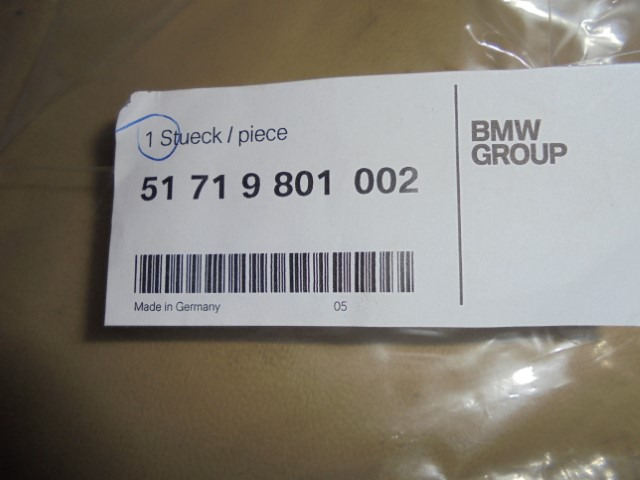 1 Stueck / piece
51 71 9 801 002
Made in Germany 05
BMW
GROUP